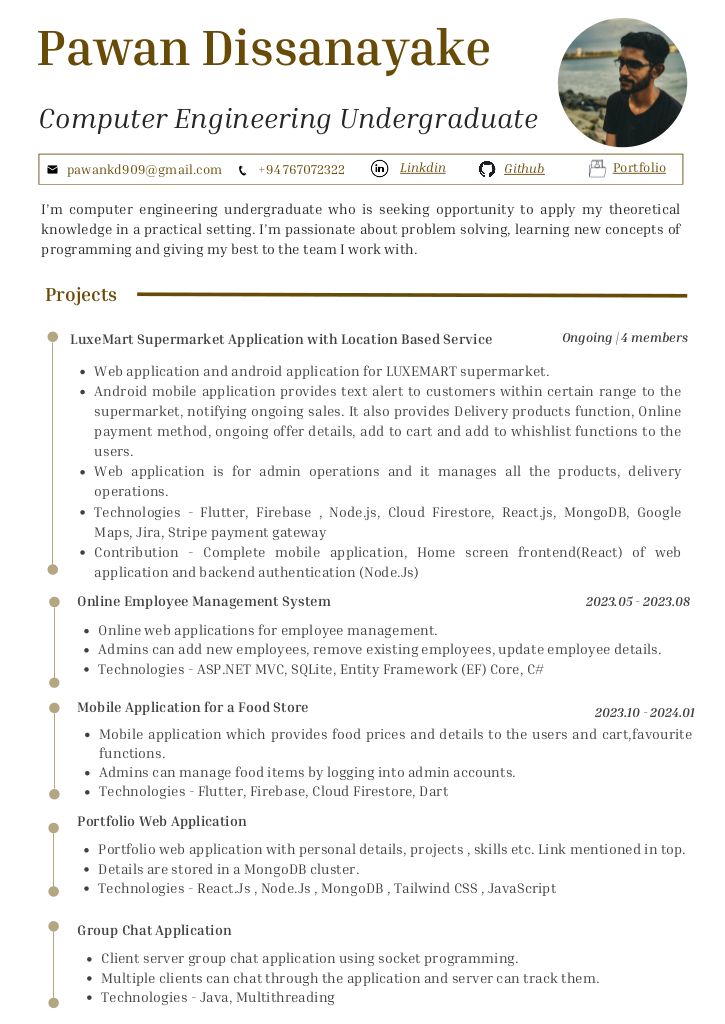 Pawan Dissanayake
Computer Engineering Undergraduate
pawankd909@gmail.com +94767072322 Linkdin Github Portfolio
I'm computer engineering undergraduate who is seeking opportunity to apply my theoretical
knowledge in a practical setting. I'm passionate about problem solving, learning new concepts of
programming and giving my best to the team I work with.
Projects
LuxeMart Supermarket Application with Location Based Service Ongoing | 4 members
• Web application and android application for LUXEMART supermarket.
• Android mobile application provides text alert to customers within certain range to the
supermarket, notifying ongoing sales. It also provides Delivery products function, Online
payment method, ongoing offer details, add to cart and add to whishlist functions to the
users.
• Web application is for admin operations and it manages all the products, delivery
operations.
• Technologies - Flutter, Firebase , Node.js, Cloud Firestore, React.js, MongoDB, Google
Maps, Jira, Stripe payment gateway
• Contribution - Complete mobile application, Home screen frontend(React) of web
application and backend authentication (Node.Js)
Online Employee Management System 2023.05 - 2023.08
• Online web applications for employee management.
• Admins can add new employees, remove existing employees, update employee details.
• Technologies - ASP.NET MVC, SQLite, Entity Framework (EF) Core, C#
Mobile Application for a Food Store 2023.10 - 2024.01
• Mobile application which provides food prices and details to the users and cart,favourite
functions.
• Admins can manage food items by logging into admin accounts.
• Technologies - Flutter, Firebase, Cloud Firestore, Dart
Portfolio Web Application
• Portfolio web application with personal details, projects , skills etc. Link mentioned in top.
• Details are stored in a MongoDB cluster.
• Technologies - React.Js , Node.Js , MongoDB , Tailwind CSS , JavaScript
Group Chat Application
• Client server group chat application using socket programming.
• Multiple clients can chat through the application and server can track them.
• Technologies - Java, Multithreading